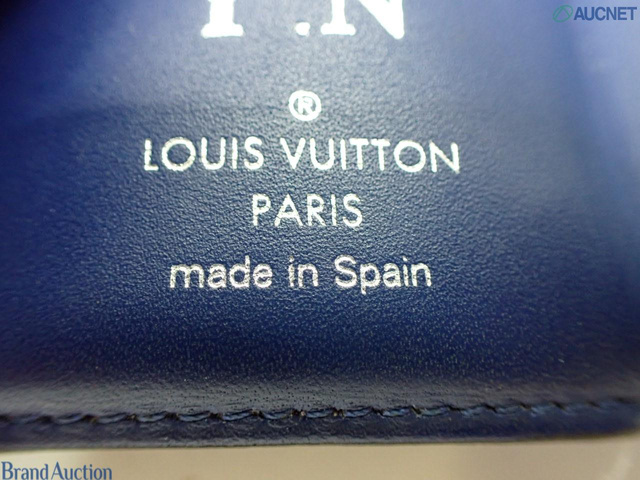 AUCNET
.N
®
LOUIS VUITTON
PARIS
made in Spain
Brand Auction